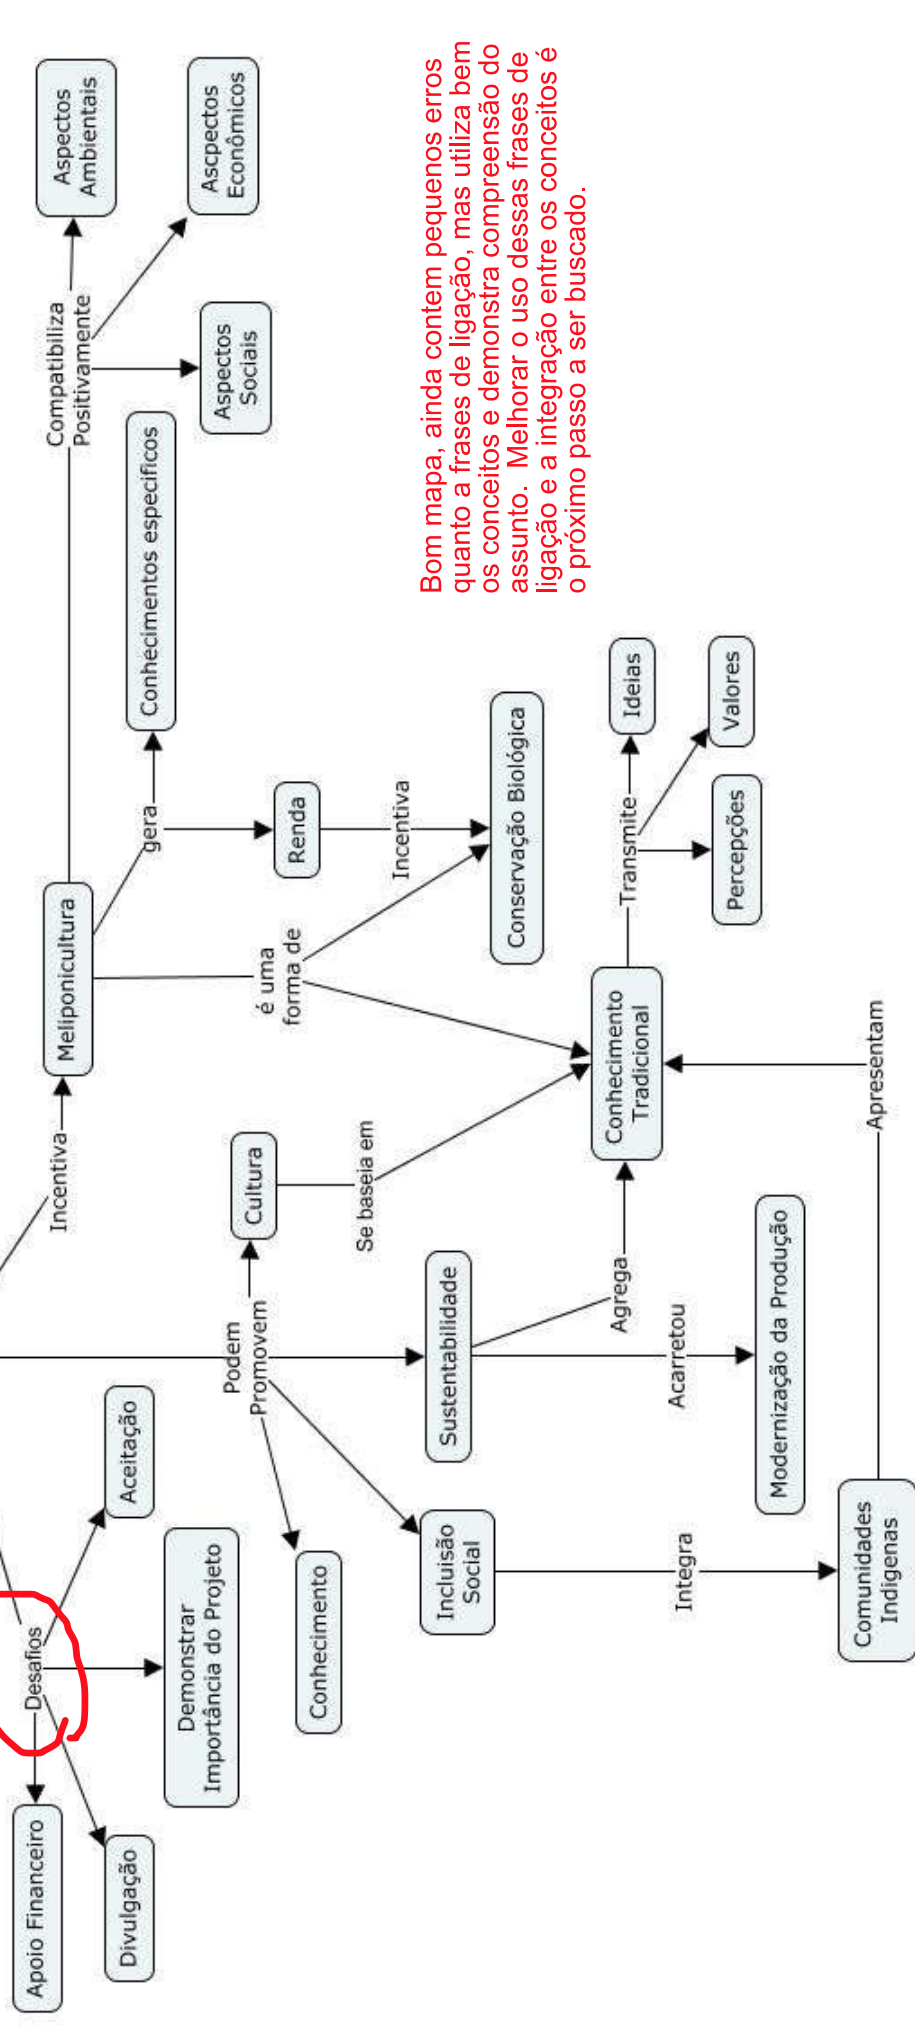 Apoio Financeiro
Divulgação
Desafios
Demonstrar
Importância do Projeto
Aceitação
Conhecimento
Podem
Promovem
Inclusão
Social
Integra
Comunidades
Indigenas
Apresentam
Sustentabilidade
Acarretou
Modernização da Produção
Agrega
Cultura
Se baseia em
Incentiva
Meliponicultura
é uma
forma de
gera
Conhecimentos especificos
Renda
Incentiva
Conservação Biológica
Conhecimento
Tradicional
Transmite
Ideias
Valores
Percepções
Compatibiliza
Positivamente
Aspectos
Ambientais
Ascpectos
Econômicos
Aspectos
Sociais
Bom mapa, ainda contem pequenos erros
quanto a frases de ligação, mas utiliza bem
os conceitos e demonstra compreensão do
assunto. Melhorar o uso dessas frases de
ligação e a integração entre os conceitos é
o próximo passo a ser buscado.